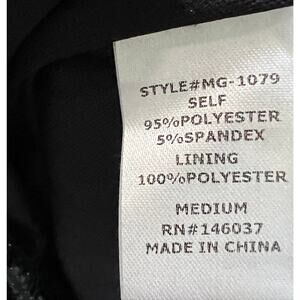 STYLE#MG-1079
SELF
95%POLYESTER
5%SPANDEX
LINING
100%POLYESTER
MEDIUM
RN#146037
MADE IN CHINA